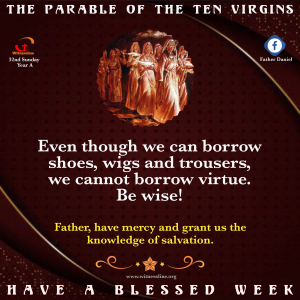 THE PARABLE OF THE TEN VIRGINS
Witnessline
32nd Sunday
Year A
f
Father Daniel
Even though we can borrow
shoes, wigs and trousers,
we cannot borrow virtue.
Be wise!
Father, have mercy and grant us the
knowledge of salvation.
www.witnessline.org
HAVE A BLESSED WEEK